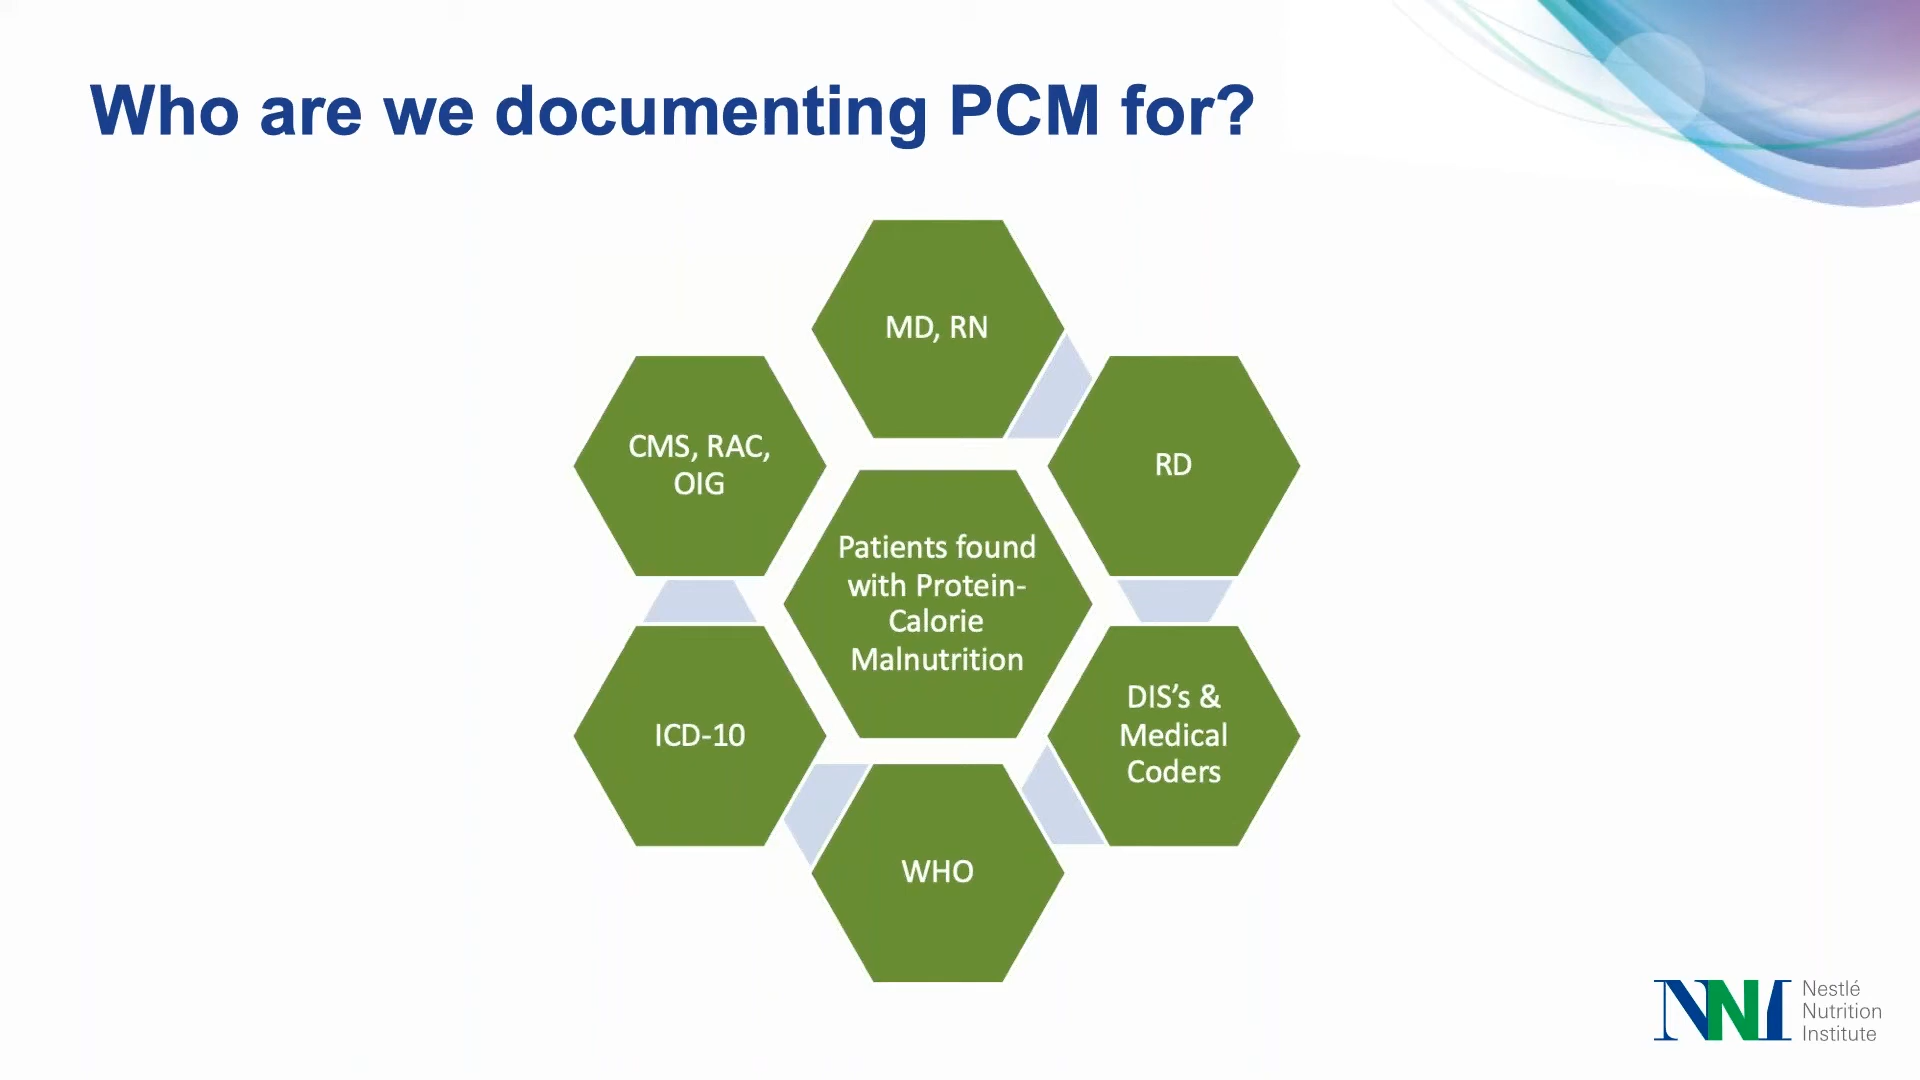 Who are we documenting PCM for?
MD, RN
RD
DIS’s &
Medical
Coders
WHO
ICD-10
CMS, RAC,
OIG
Patients found
with Protein-
Calorie
Malnutrition
NNI
Nestlé
Nutrition
Institute